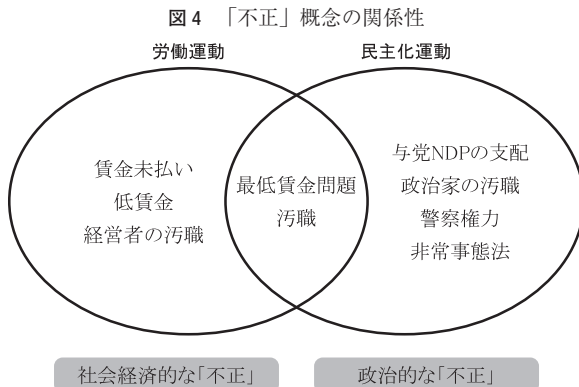 図4 「不正」概念の関係性
労働運動
民主化運動
賃金未払い
低賃金
経営者の汚職
最低賃金問題
汚職
与党NDPの支配
政治家の汚職
警察権力
非常事態法
社会経済的な「不正」
政治的な「不正」